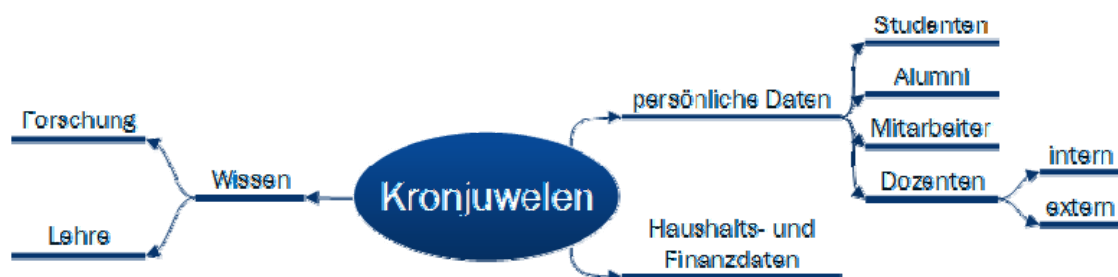 Kronjuwelen
Wissen
Forschung
Lehre
persönliche Daten
Studenten
Alumni
Mitarbeiter
Dozenten
intern
extern
Haushalts- und
Finanzdaten